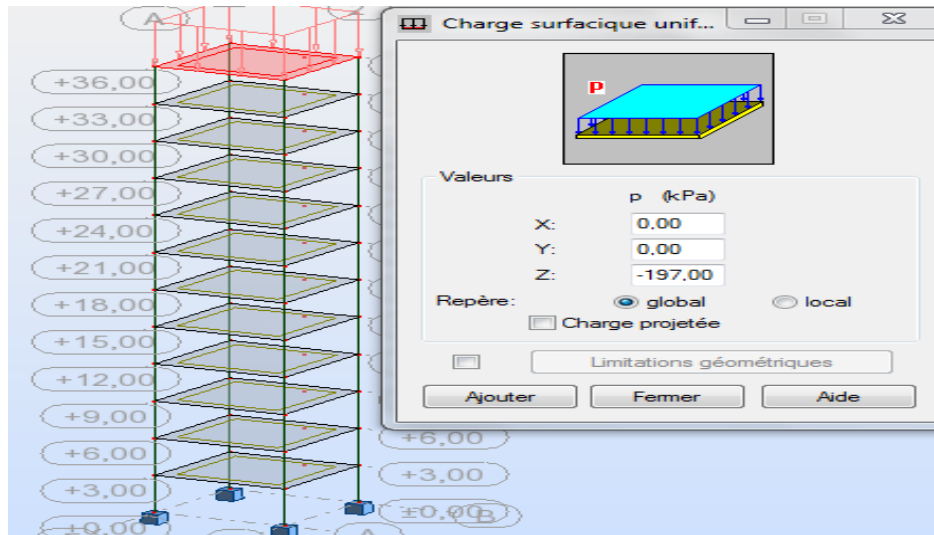 A
+36,00
+33,00
+30,00
+27,00
+24,00
+21,00
+18,00
+15,00
+12,00
+9,00
+6,00
+3,00
±0,00
+6,00
+3,00
±0,00
B
A
Charge surfacique unif...
P
Valeurs
p (kPa)
X: 0,00
Y: 0,00
Z: -197,00
Repère: global local
Charge projetée
Limitations géométriques
Ajouter Fermer Aide